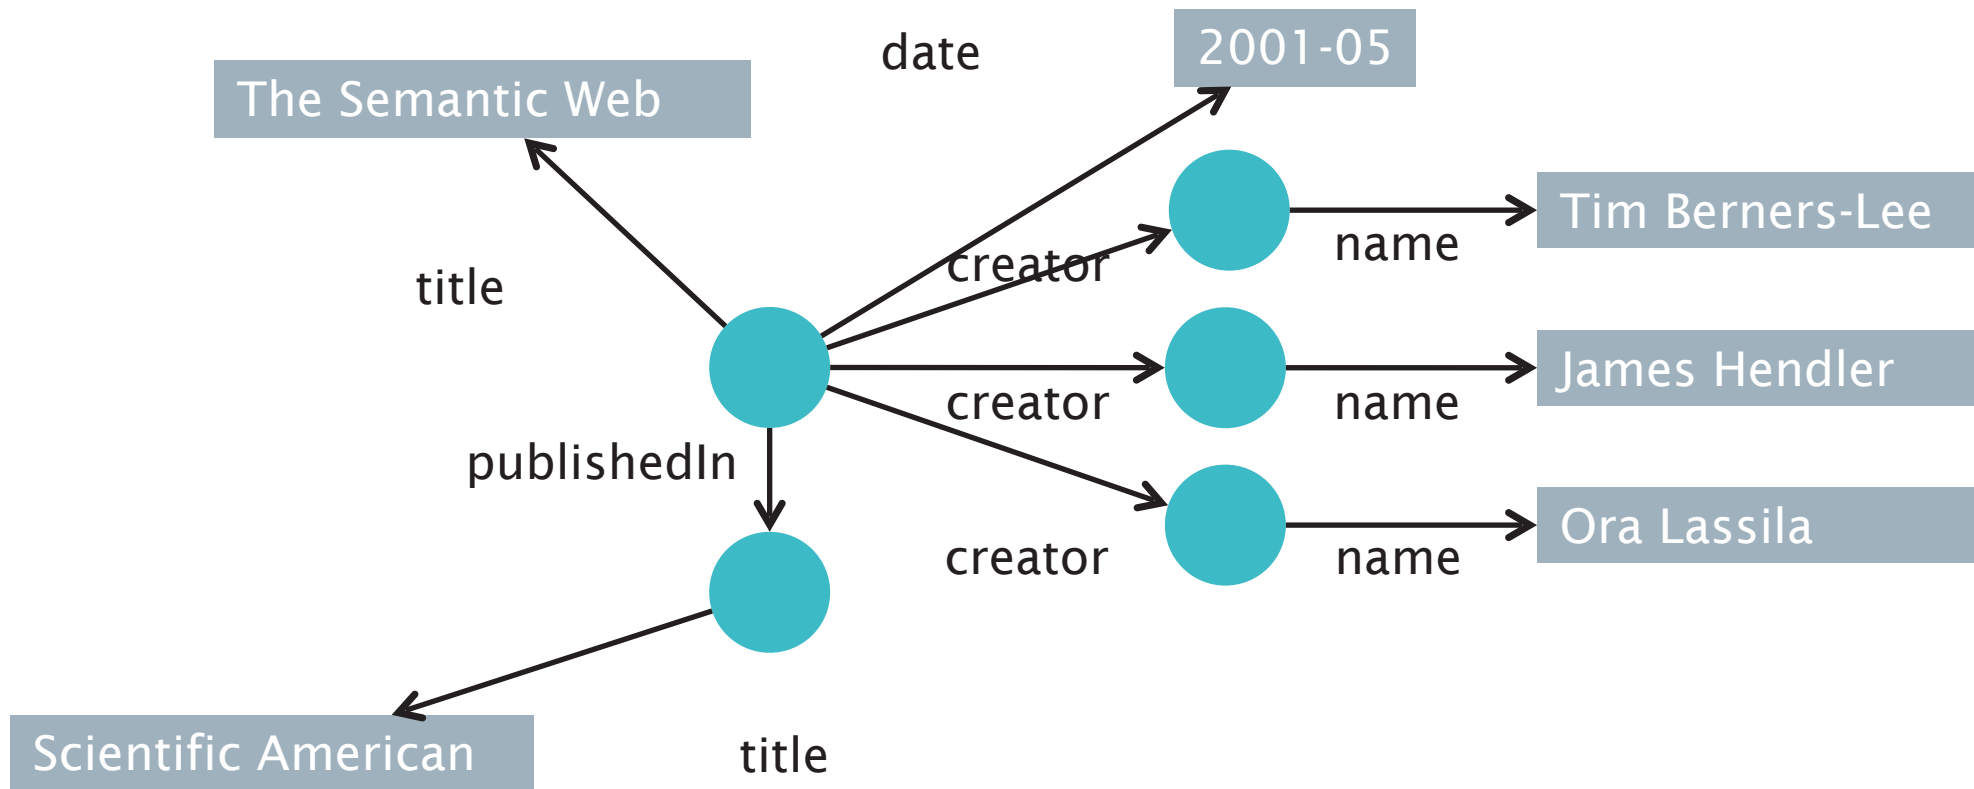 date
2001-05
The Semantic Web
Tim Berners-Lee
creator
name
title
James Hendler
creator
name
publishedIn
Ora Lassila
creator
name
Scientific American
title